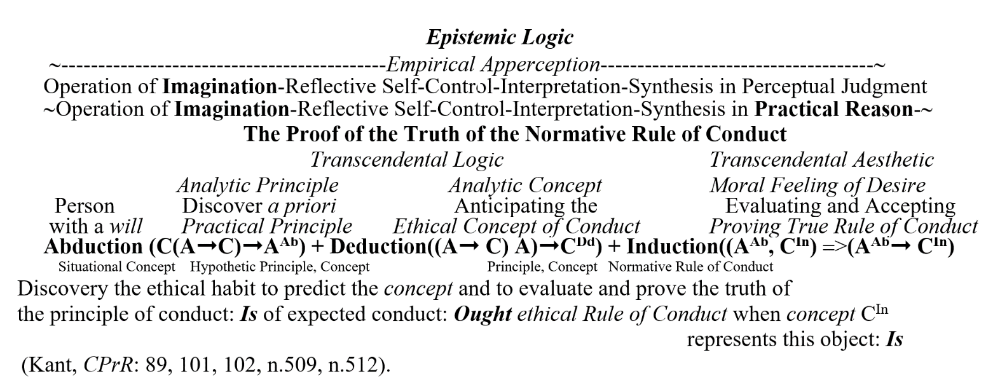 Epistemic Logic
~--------------------------------------------Empirical Apperception-------------------------------------~
Operation of Imagination-Reflective Self-Control-Interpretation-Synthesis in Perceptual Judgment
~Operation of Imagination-Reflective Self-Control-Interpretation-Synthesis in Practical Reason-~
The Proof of the Truth of the Normative Rule of Conduct
Transcendental Logic Transcendental Aesthetic
Analytic Principle Analytic Concept Moral Feeling of Desire
Person Discover a priori Anticipating the Evaluating and Accepting
with a will Practical Principle Ethical Concept of Conduct Proving True Rule of Conduct
Abduction (C(A→C)→Aᴬᵇ) + Deduction((A→ C) A)→Cᴰᵈ) + Induction((Aᴬᵇ, Cᴵⁿ) =>(Aᴬᵇ→ Cᴵⁿ)
Situational Concept Hypothetic Principle, Concept Principle, Concept Normative Rule of Conduct
Discovery the ethical habit to predict the concept and to evaluate and prove the truth of
the principle of conduct: Is of expected conduct: Ought ethical Rule of Conduct when concept Cᴵⁿ
represents this object: Is
(Kant, CPrR: 89, 101, 102, n.509, n.512).